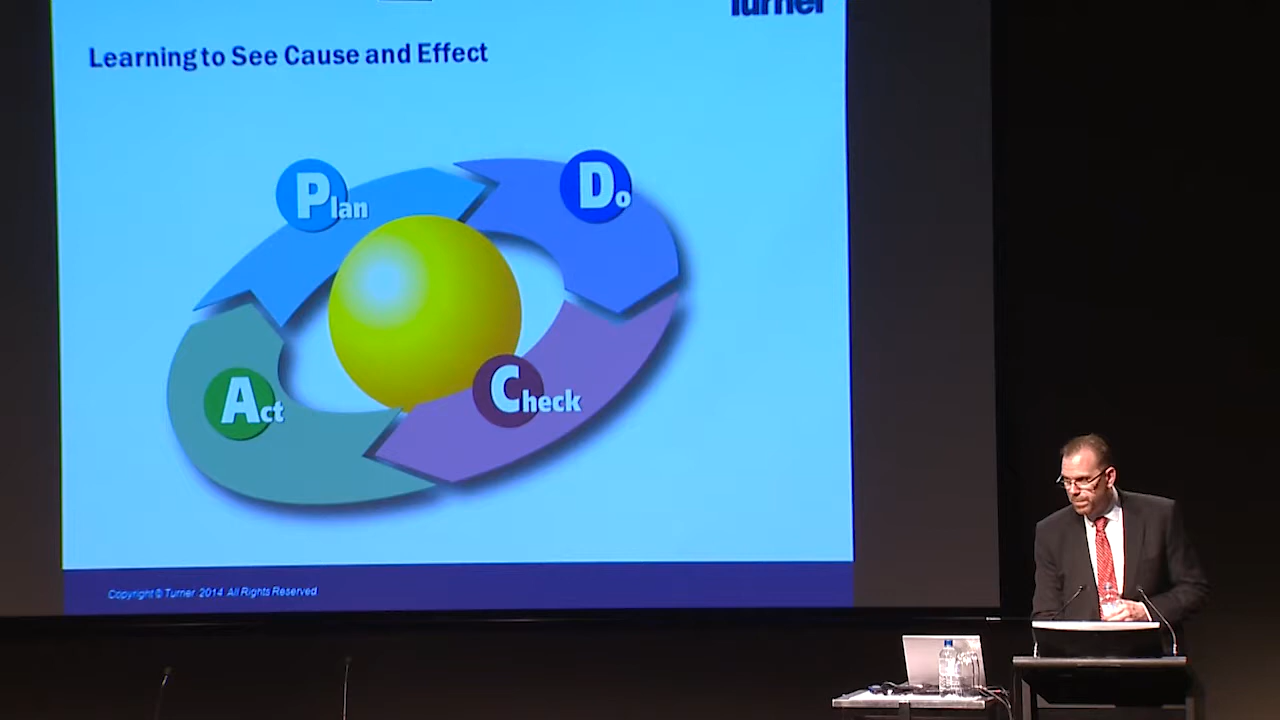 Turner
Learning to See Cause and Effect
Plan
Do
Act
Check
Copyright © Turner 2014 All Rights Reserved